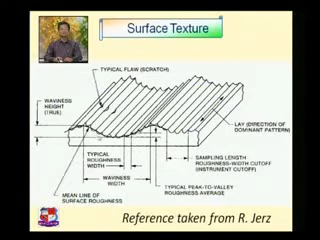 Surface Texture
TYPICAL FLAW (SCRATCH)
WAVINESS
HEIGHT
(TRUE)
LAY (DIRECTION OF
DOMINANT PATTERN)
TYPICAL
ROUGHNESS
WIDTH
SAMPLING LENGTH
ROUGHNESS-WIDTH CUTOFF
(INSTRUMENT CUTOFF)
WAVINESS
WIDTH
MEAN LINE OF
SURFACE ROUGHNESS
TYPICAL PEAK-TO-VALLEY
ROUGHNESS AVERAGE
Reference taken from R. Jerz